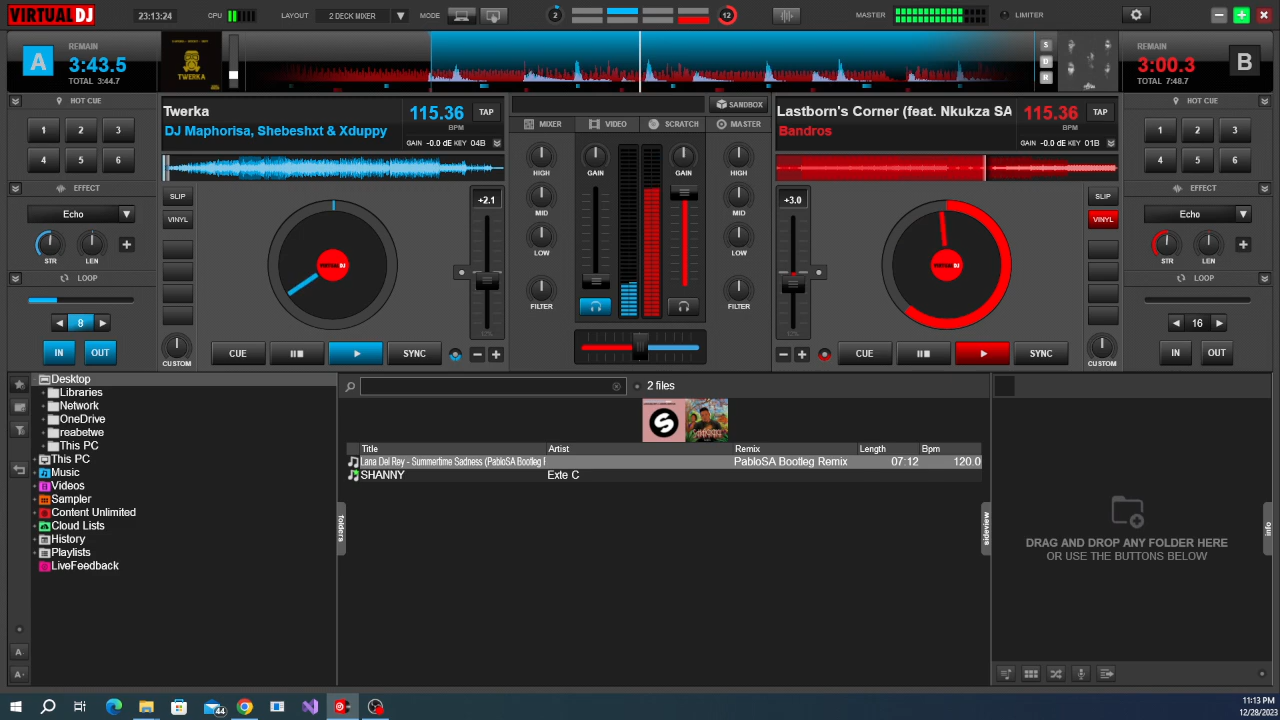 VIRTUAL DJ
23:13:24
CPU
LAYOUT
2 DECK MIXER
MODE
2
12
MASTER
LIMITER
A
REMAIN
3:43.5
TOTAL 3:44.7
TWERKA
S
D
R
REMAIN
3:00.3
TOTAL 7:48.7
B
HOT CUE
1 2 3
4 5 6
EFFECT
Echo
STR LEN
LOOP
8
IN OUT
Twerka
DJ Maphorisa, Shebeshxt & Xduppy
115.36
BPM
TAP
GAIN -0.0 dE KEY 04B
SLIP
VINYL
CUSTOM
+2.1
VIRTUAL DJ
CUE
SYNC
SANDBOX
MIXER VIDEO SCRATCH MASTER
HIGH
MID
LOW
FILTER
GAIN
GAIN
HIGH
MID
LOW
FILTER
Lastborn's Corner (feat. Nkukza SA
Bandros
115.36
BPM
TAP
GAIN -0.0 dE KEY 01B
+3.0
VIRTUAL DJ
SLIP
VINYL
CUSTOM
CUE
SYNC
HOT CUE
1 2 3
4 5 6
EFFECT
Echo
STR LEN
LOOP
16
IN OUT
Desktop
Libraries
Network
OneDrive
reabetwe
This PC
This PC
Music
Videos
Sampler
Content Unlimited
Cloud Lists
History
Playlists
LiveFeedback
folders
2 files
Title Artist Remix Length Bpm
Lana Del Rey - Summertime Sadness (PabloSA Bootleg PabloSA Bootleg Remix 07:12 120.0
SHANNY Exte C
sideview
DRAG AND DROP ANY FOLDER HERE
OR USE THE BUTTONS BELOW
info
44
11:13 PM
12/28/2023